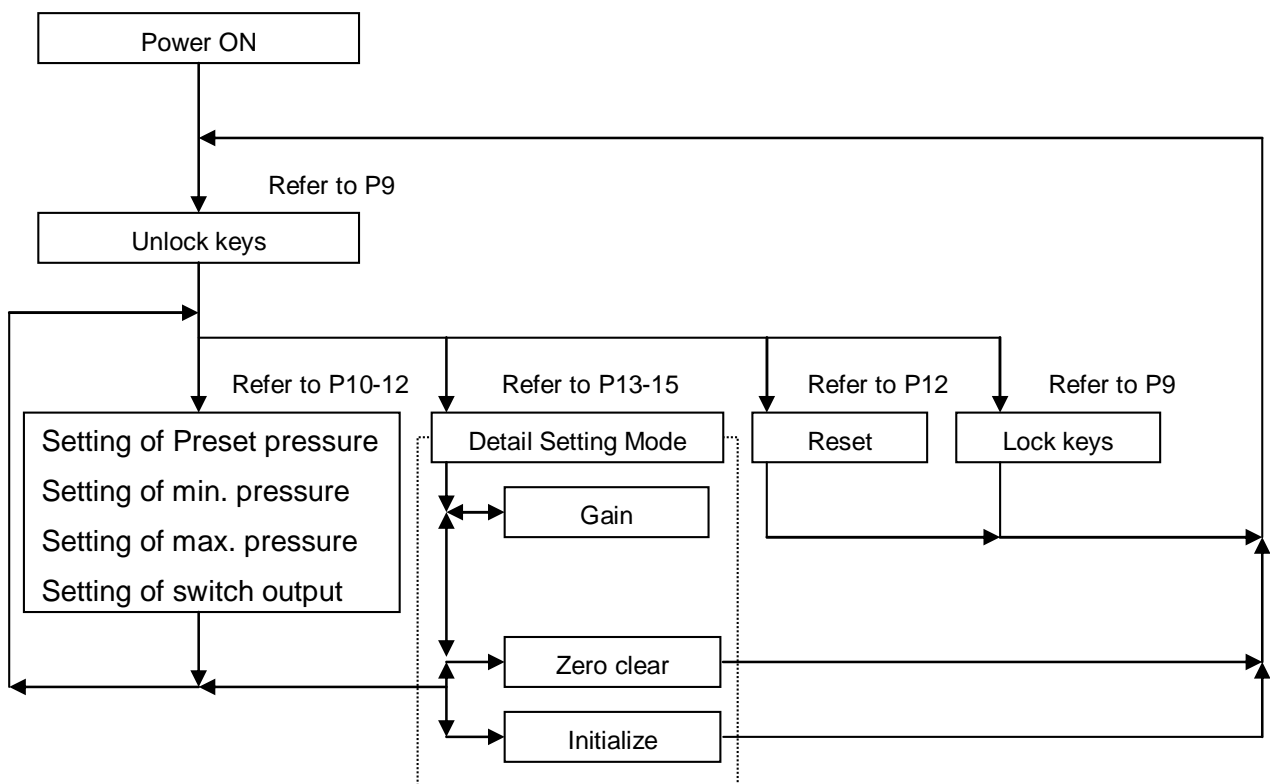 Power ON
Refer to P9
Unlock keys
Refer to P10-12
Refer to P13-15
Refer to P12
Refer to P9
Setting of Preset pressure
Setting of min. pressure
Setting of max. pressure
Setting of switch output
Detail Setting Mode
Reset
Lock keys
Gain
Zero clear
Initialize